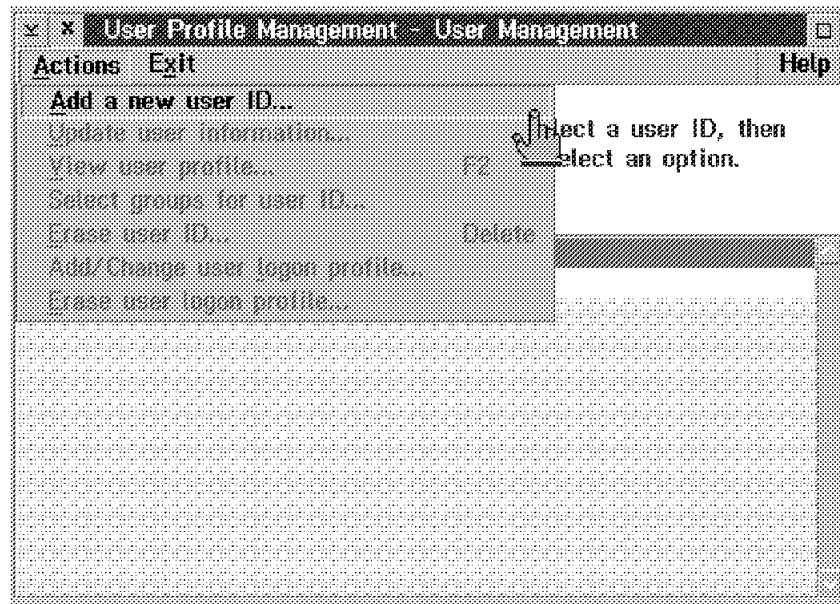 User Profile Management - User Management
Actions Exit Help
Add a new user ID...
Update user information...
View user profile... F2
Select groups for user ID...
Erase user ID... Delete
Add/Change user logon profile...
Erase user logon profile...
lect a user ID, then
elect an option.